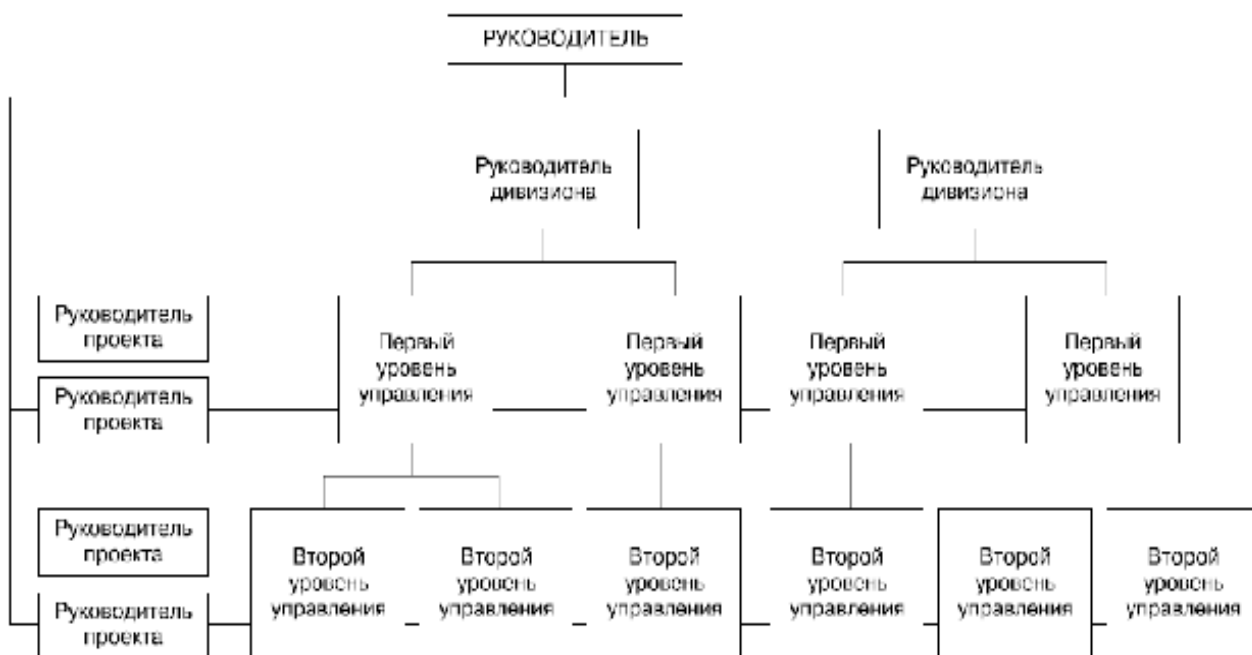 РУКОВОДИТЕЛЬ
Руководитель
дивизиона
Руководитель
дивизиона
Руководитель
проекта
Руководитель
проекта
Первый
уровень
управления
Первый
уровень
управления
Первый
уровень
управления
Первый
уровень
управления
Руководитель
проекта
Руководитель
проекта
Второй
уровень
управления
Второй
уровень
управления
Второй
уровень
управления
Второй
уровень
управления
Второй
уровень
управления
Второй
уровень
управления